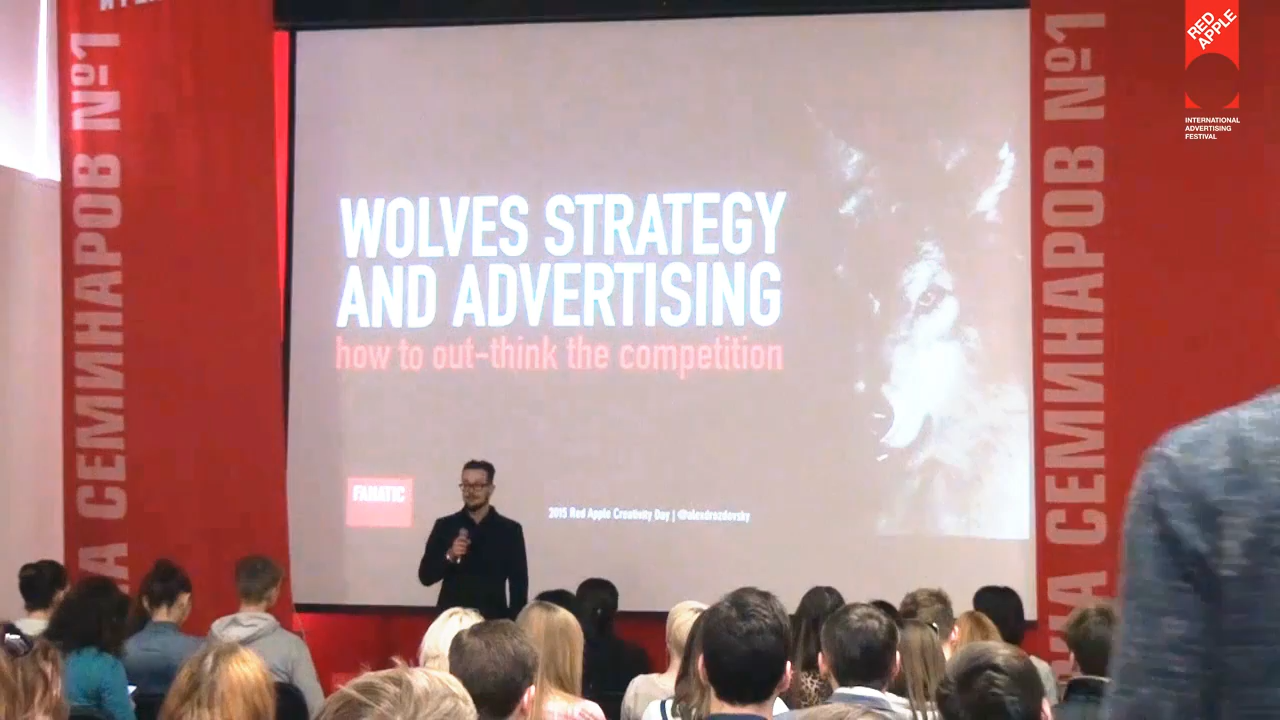 СЕМИНАРОВ №1
WOLVES STRATEGY
AND ADVERTISING
how to out-think the competition
FANATIC
2015 Red Apple Creativity Day | @alexdrozdovsky
СЕМИНАРОВ №1
RED
APPLE
INTERNATIONAL
ADVERTISING
FESTIVAL